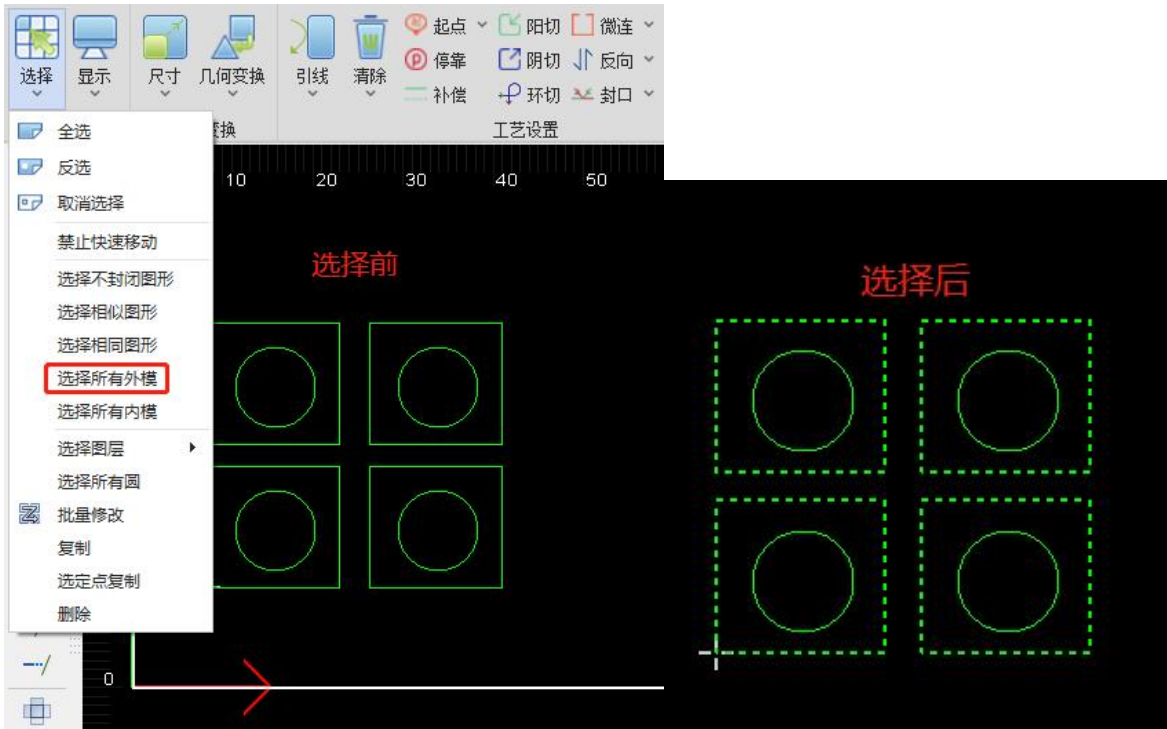 选择
显示
尺寸
几何变换
引线
清除
起点
阳切
微连
停靠
阴切
反向
补偿
环切
封口
变换
工艺设置
全选
反选
取消选择
禁止快速移动
选择不封闭图形
选择相似图形
选择相同图形
选择所有外模
选择所有内模
选择图层
选择所有圆
批量修改
复制
选定点复制
删除
10 20 30 40 50
选择前
选择后
0